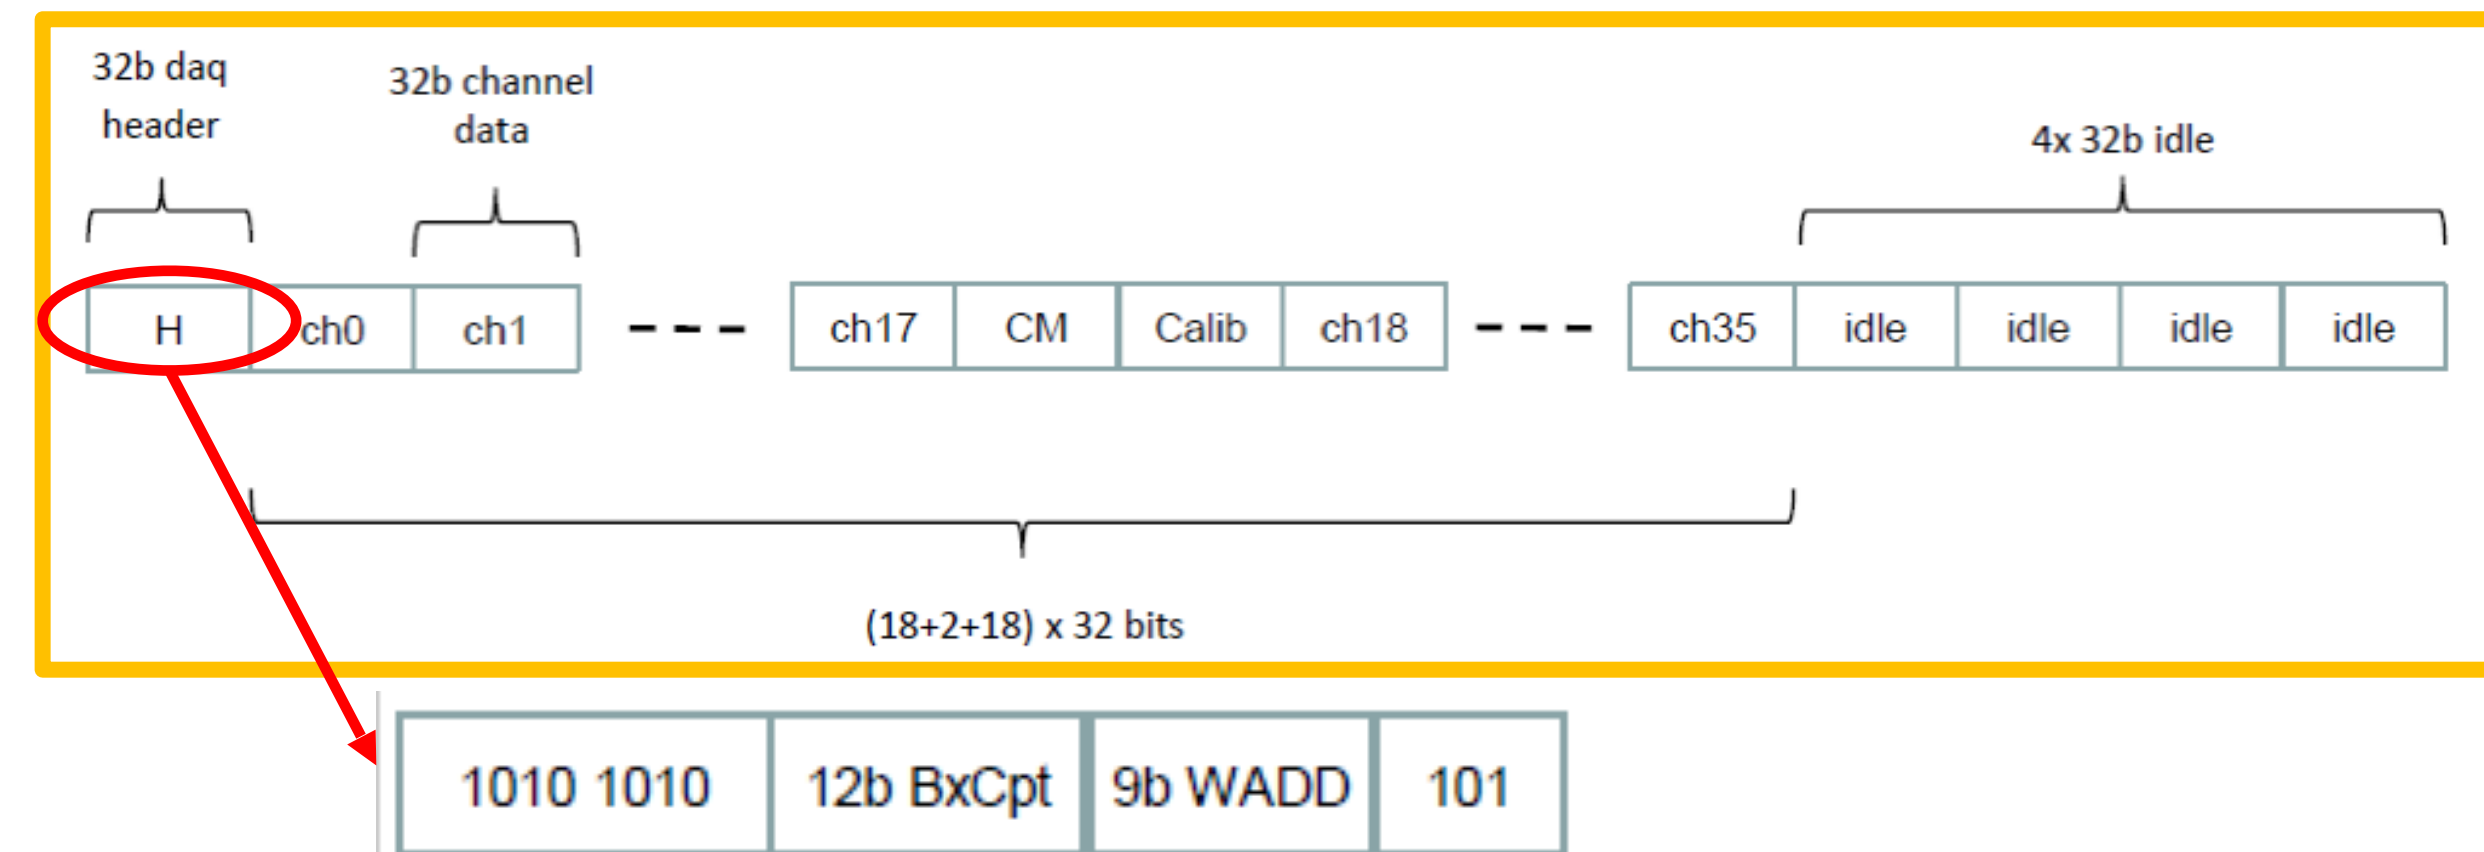 32b daq
header
32b channel
data
4x 32b idle
H ch0 ch1 ch17 CM Calib ch18 ch35 idle idle idle idle
(18+2+18) x 32 bits
1010 1010 12b BxCpt 9b WADD 101